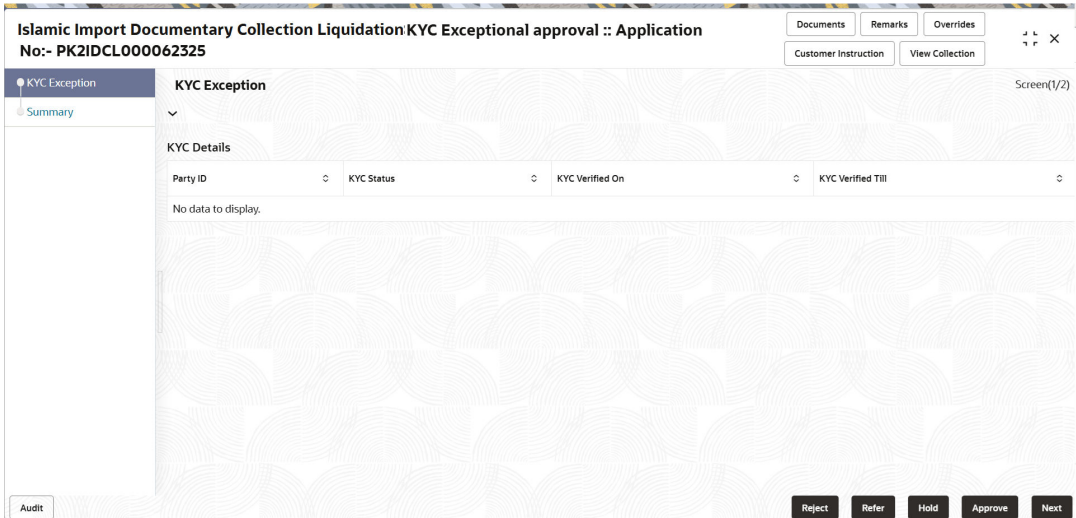 Islamic Import Documentary Collection Liquidation:KYC Exceptional approval :: Application
No:- PK2IDCL000062325
Documents Remarks Overrides
Customer Instruction View Collection
KYC Exception
Summary
KYC Exception
Screen(1/2)
KYC Details
Party ID KYC Status KYC Verified On KYC Verified Till
No data to display.
Audit Reject Refer Hold Approve Next